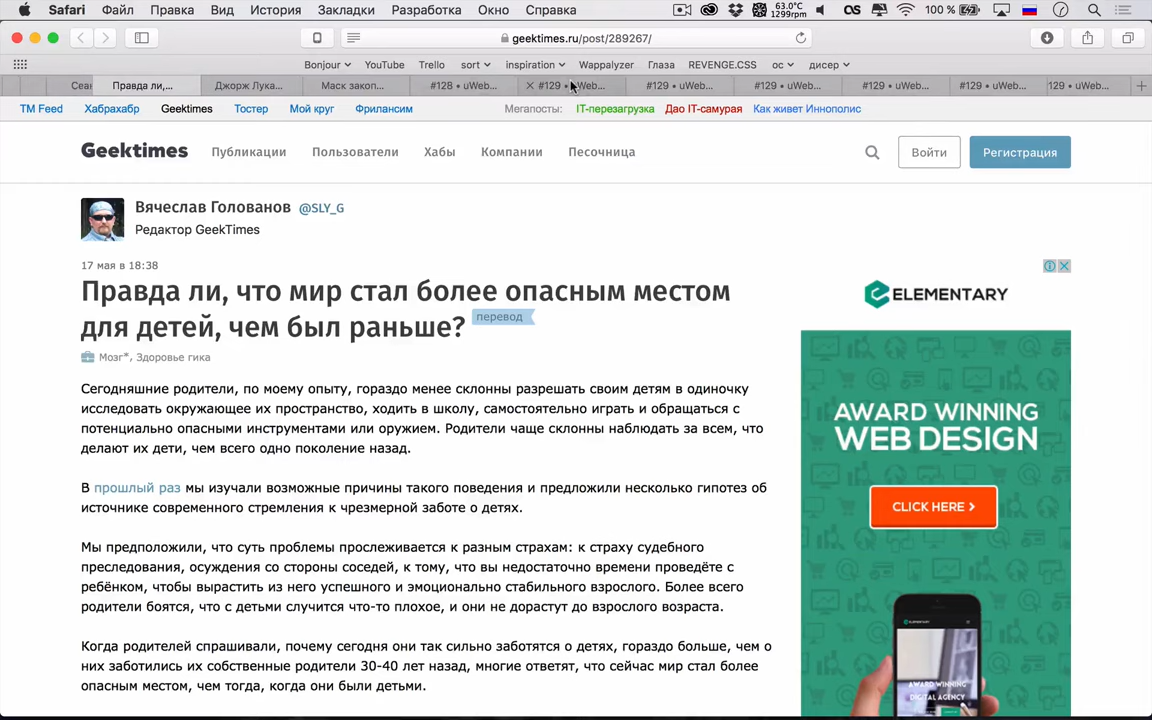 Safari Файл Правка Вид История Закладки Разработка Окно Справка 63.0°C 1299rpm 100 %
geektimes.ru/post/289267/
Bonjour YouTube Trello sort inspiration Wappalyzer Глаза REVENGE.CSS ос дисер
Сеан Правда ли,... Джорж Лука... Маск закоп... #128 • uWeb... #129 • uWeb... #129 • uWeb... #129 • uWeb... #129 • uWeb... #129 • uWeb... 129 • uWeb...
TM Feed Хабрахабр Geektimes Тостер Мой круг Фрилансим Мегапосты: IT-перезагрузка Дао IT-самурая Как живет Иннополис
Geektimes Публикации Пользователи Хабы Компании Песочница Войти Регистрация
Вячеслав Голованов @SLY_G
Редактор GeekTimes
17 мая в 18:38
Правда ли, что мир стал более опасным местом
для детей, чем был раньше? перевод
Мозг*, Здоровье гика
Сегодняшние родители, по моему опыту, гораздо менее склонны разрешать своим детям в одиночку
исследовать окружающее их пространство, ходить в школу, самостоятельно играть и обращаться с
потенциально опасными инструментами или оружием. Родители чаще склонны наблюдать за всем, что
делают их дети, чем всего одно поколение назад.
В прошлый раз мы изучали возможные причины такого поведения и предложили несколько гипотез об
источнике современного стремления к чрезмерной заботе о детях.
Мы предположили, что суть проблемы прослеживается к разным страхам: к страху судебного
преследования, осуждения со стороны соседей, к тому, что вы недостаточно времени проведёте с
ребёнком, чтобы вырастить из него успешного и эмоционально стабильного взрослого. Более всего
родители боятся, что с детьми случится что-то плохое, и они не дорастут до взрослого возраста.
Когда родителей спрашивали, почему сегодня они так сильно заботятся о детях, гораздо больше, чем о
них заботились их собственные родители 30-40 лет назад, многие ответят, что сейчас мир стал более
опасным местом, чем тогда, когда они были детьми.
ELEMENTARY
AWARD WINNING
WEB DESIGN
CLICK HERE >
AWARD WINNING
DIGITAL AGENCY